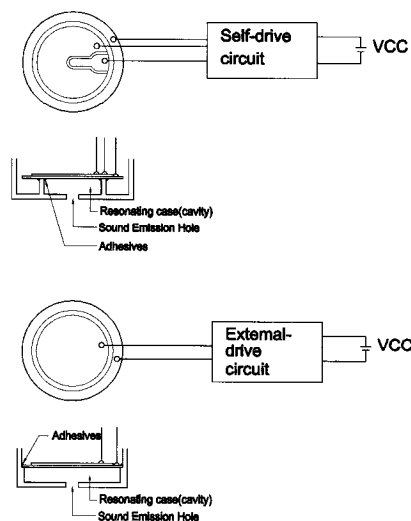 Self-drive
circuit
VCC
Resonating case(cavity)
Sound Emission Hole
Adhesives
External-
drive
circuit
VCC
Adhesives
Resonating case(cavity)
Sound Emission Hole